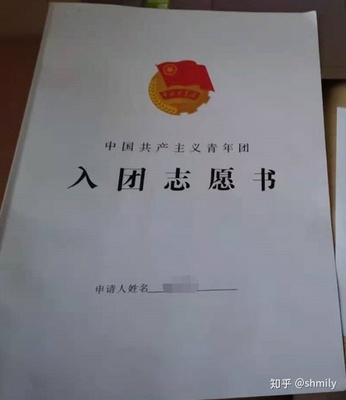 中国共产主义青年团
入团志愿书
申请人姓名
知乎 @shmily